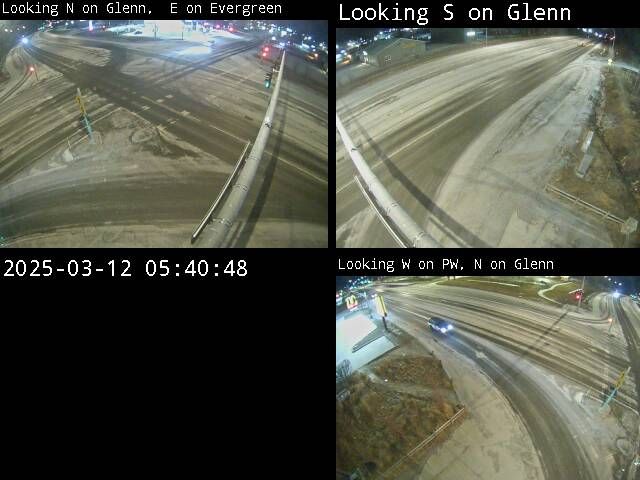 Looking N on Glenn,  E on Evergreen
Looking S on Glenn
2025-03-12 05:40:48
Looking W on PW, N on Glenn